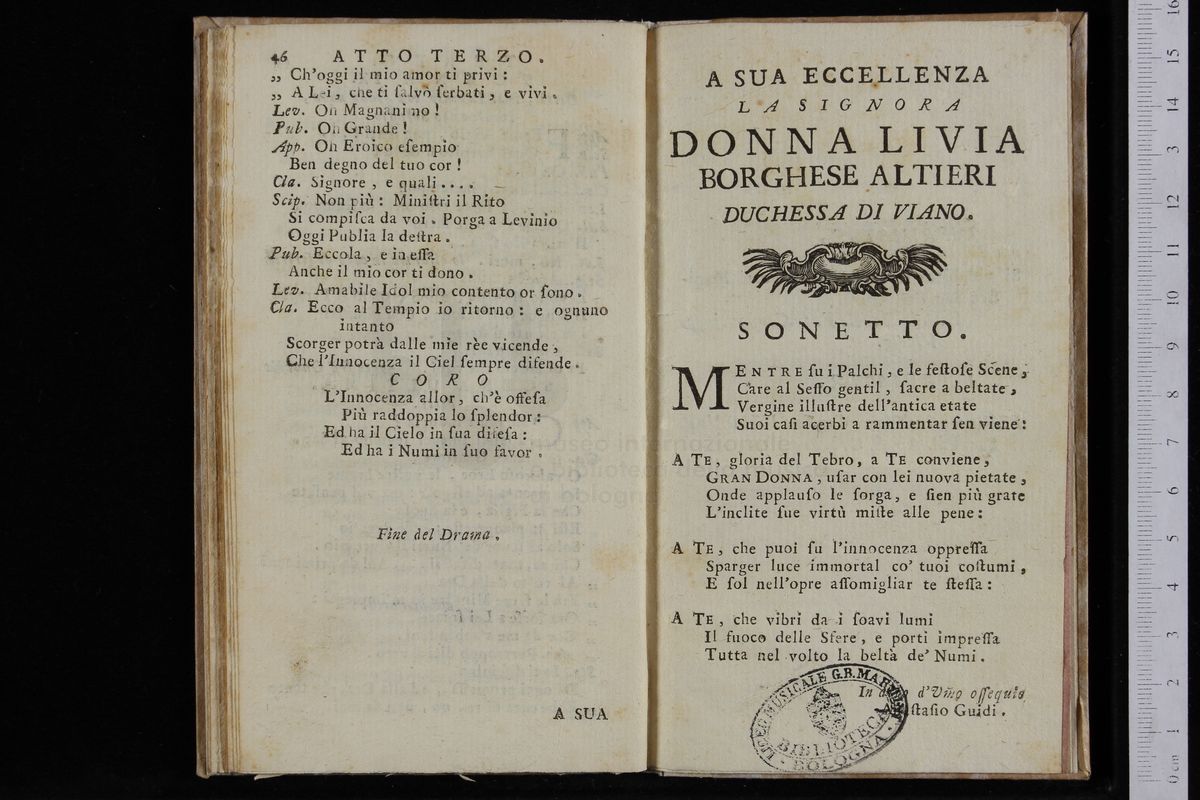 46 ATTO TERZO.
„ Ch'oggi il mio amor ti privi :
„ A Lei, che ti ſalvò ſerbati, e vivi.
Lev. Oh Magnanimo !
Pub. Oh Grande !
App. Oh Eroico eſempio
Ben degno del tuo cor !
Cla. Signore, e quali....
Scip. Non più : Miniſtri il Rito
Si compiſca da voi. Porga a Levinio
Oggi Publia la deſtra.
Pub. Eccola, e in eſſa
Anche il mio cor ti dono.
Lev. Amabile Idol mio contento or ſono.
Cla. Ecco al Tempio io ritorno : e ognuno
intanto
Scorger potrà dalle mie rèe vicende,
Che l'Innocenza il Ciel ſempre difende.
CORO
L'Innocenza allor, ch'è offeſa
Più raddoppia lo ſplendor :
Ed ha il Cielo in ſua difeſa :
Ed ha i Numi in ſuo favor.
Fine del Drama.
A SUA
A SUA ECCELLENZA
LA SIGNORA
DONNA LIVIA
BORGHESE ALTIERI
DUCHESSA DI VIANO.
SONETTO.
MENTRE ſu i Palchi, e le feſtoſe Scene,
Care al Seſſo gentil, ſacre a beltate,
Vergine illuſtre dell'antica etate
Suoi caſi acerbi a rammentar ſen viene :
A TE, gloria del Tebro, a TE conviene,
GRAN DONNA, uſar con lei nuova pietate,
Onde applauſo le ſorga, e ſien più grate
L'inclite ſue virtù miſte alle pene :
A TE, che puoi ſu l'innocenza oppreſſa
Sparger luce immortal co' tuoi coſtumi,
E ſol nell'opre aſſomigliar te ſteſſa :
A TE, che vibri da i ſoavi lumi
Il fuoco delle Sfere, e porti impreſſa
Tutta nel volto la beltà de' Numi.
In d'Vmo oſſequio
ſtaſio Guidi.
LICEO MUSICALE G.B. MARTINI
BIBLIOTECA
BOLOGNA
museo internazionale
bologna